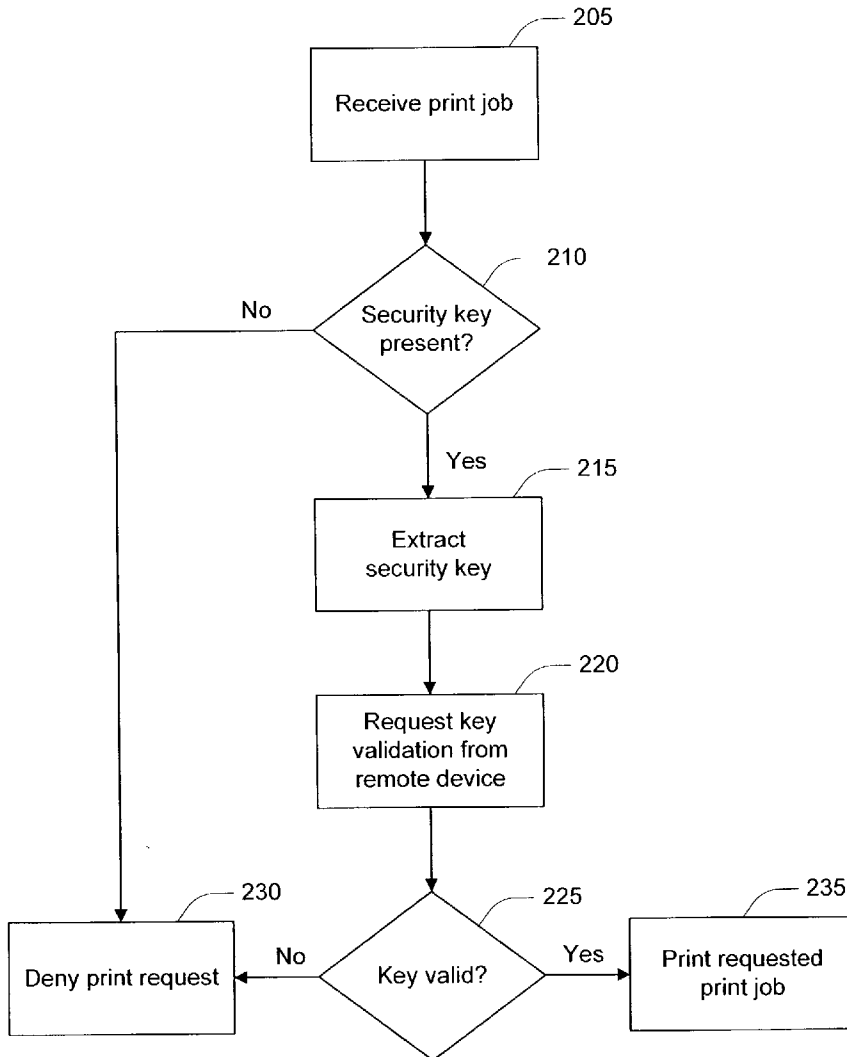 205
Receive print job
210
No
Security key
present?
Yes
215
Extract
security key
220
Request key
validation from
remote device
230
225
235
Deny print request
No
Key valid?
Yes
Print requested
print job